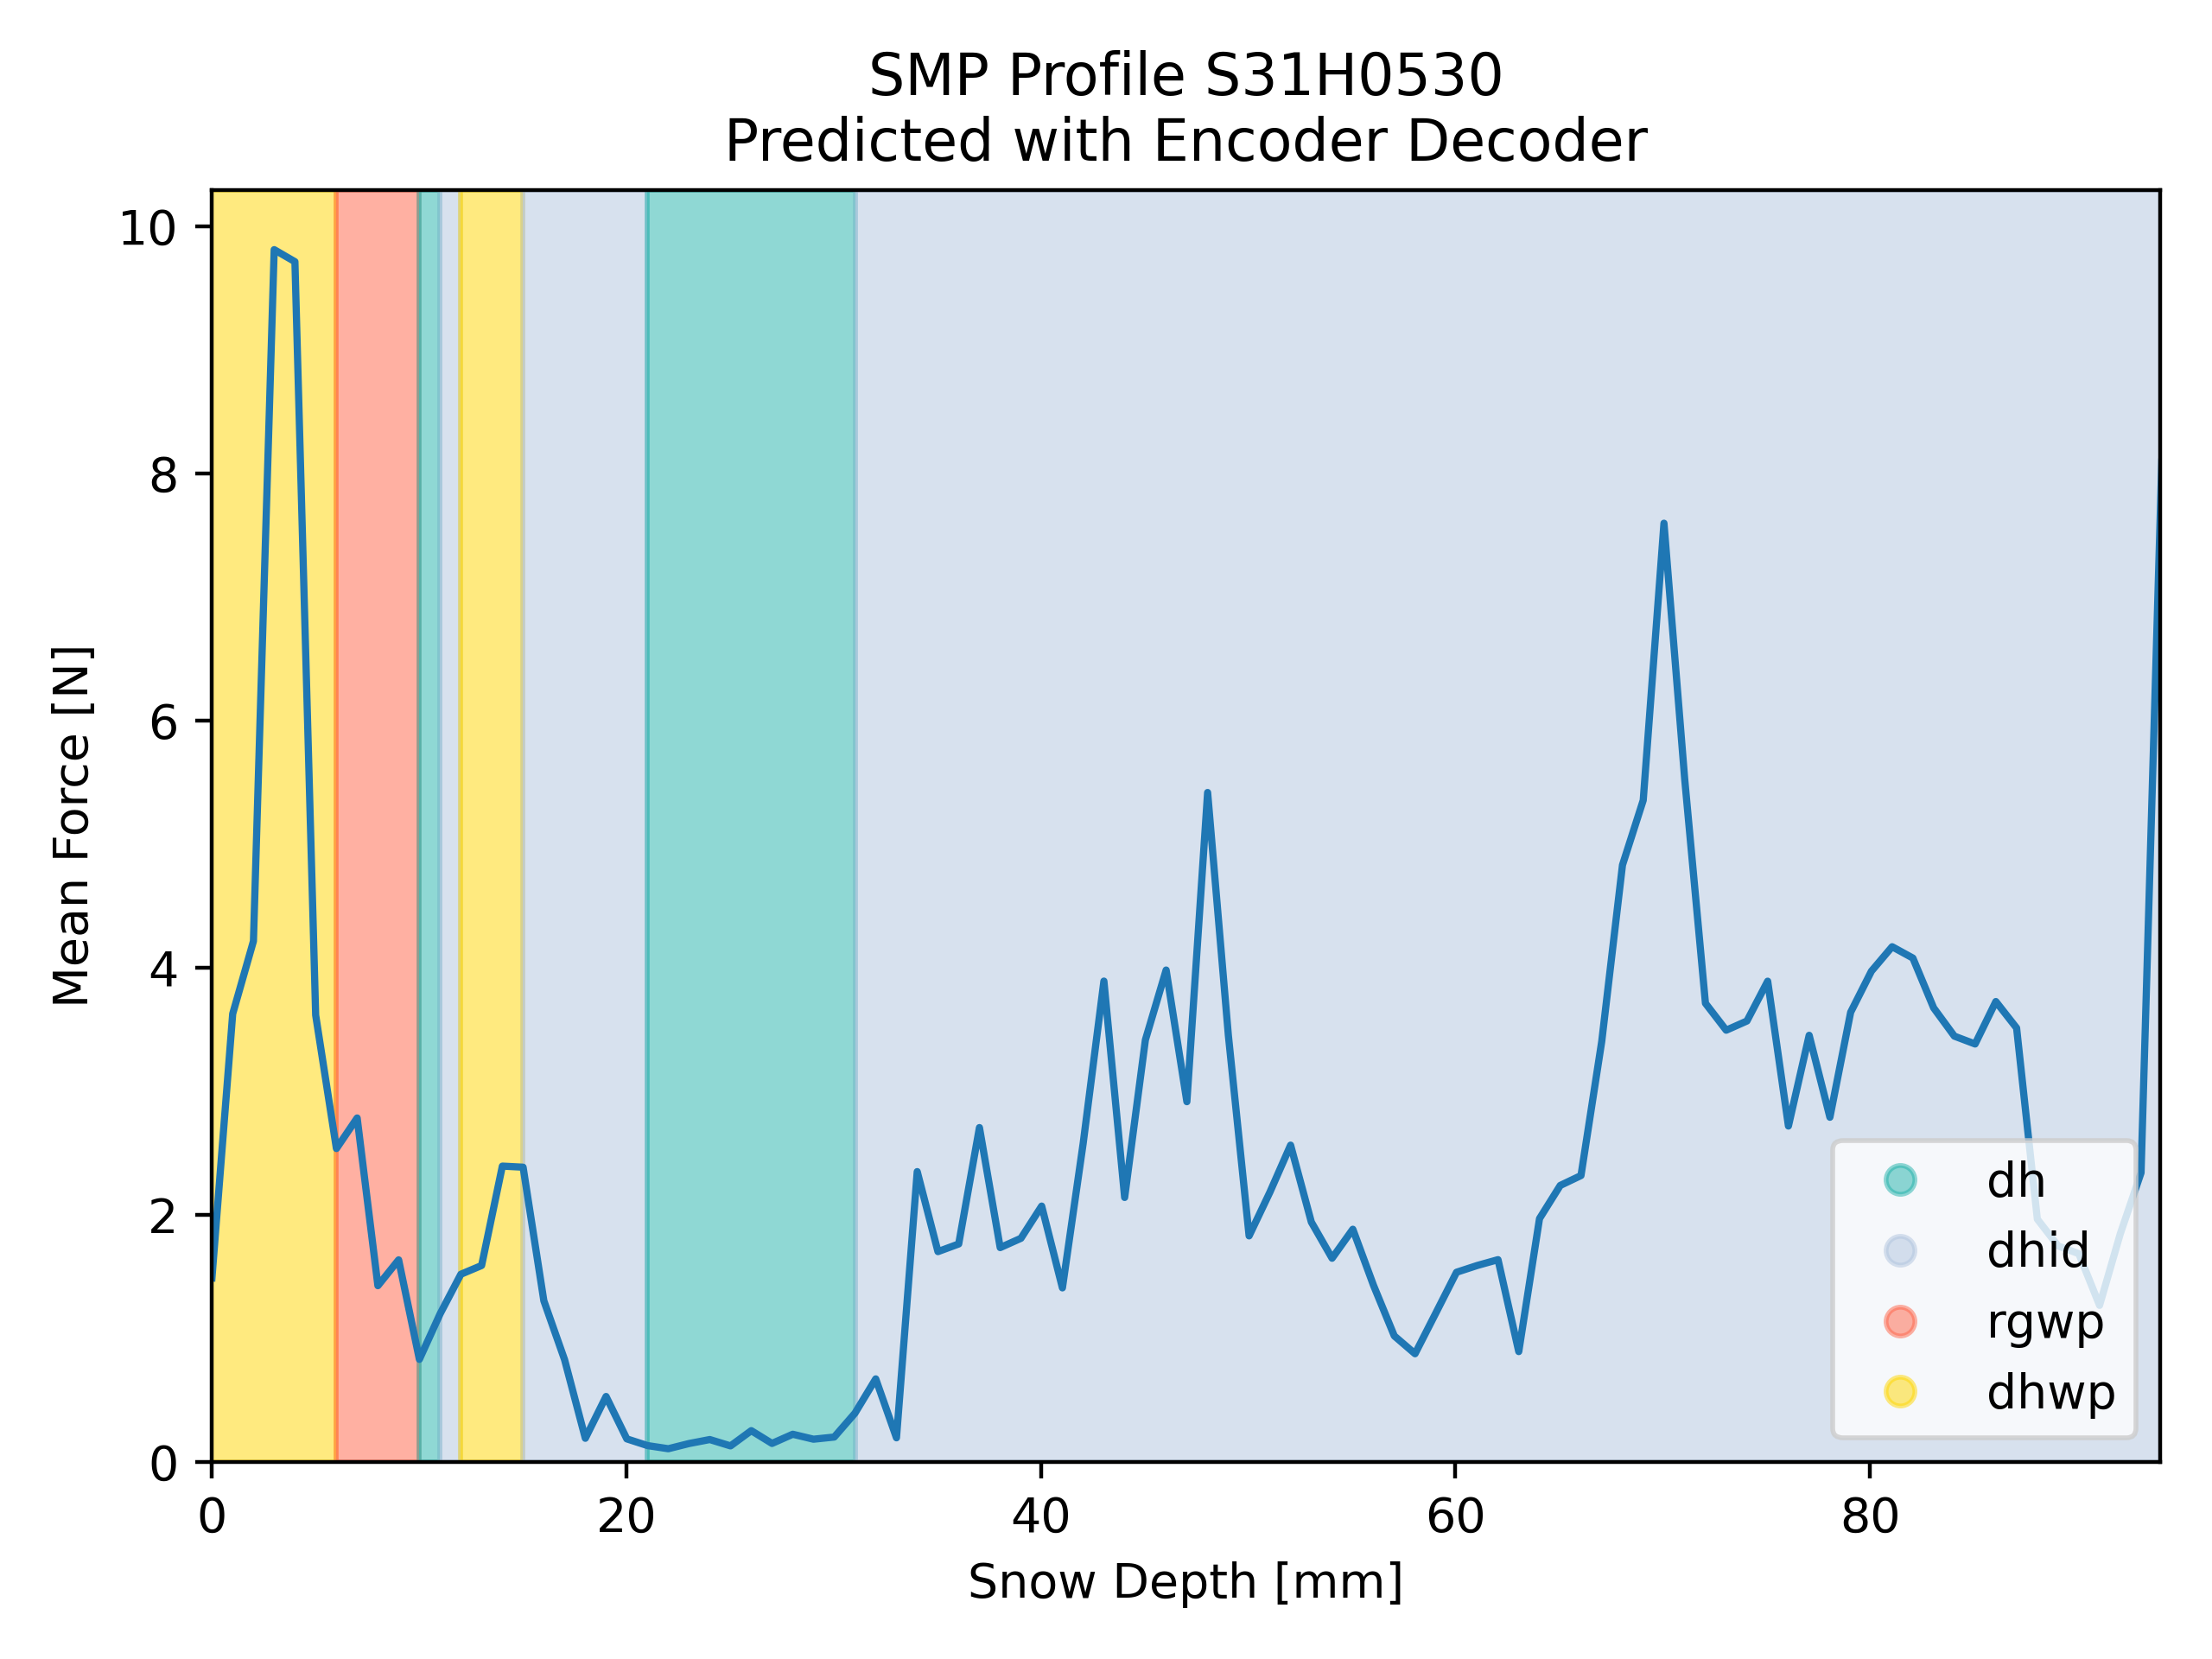 SMP Profile S31H0530
Predicted with Encoder Decoder
Mean Force [N]
10
8
6
4
2
0
dh
dhid
rgwp
dhwp
0 20 40 60 80
Snow Depth [mm]